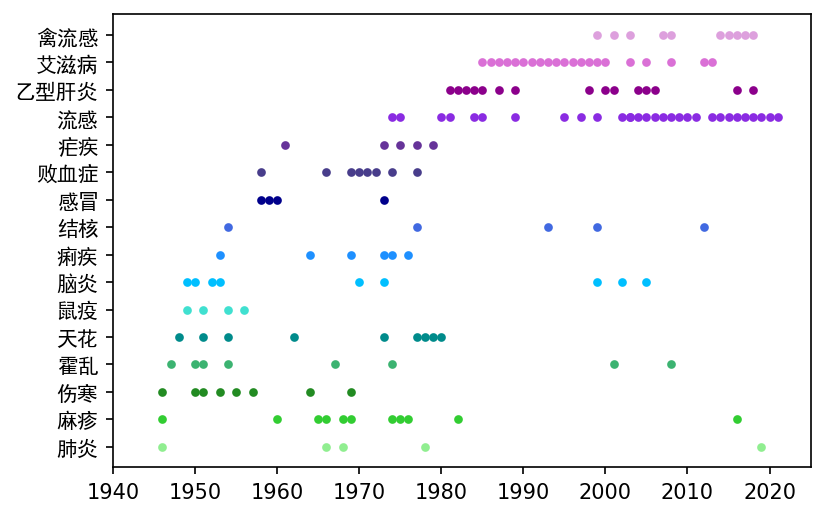 禽流感
艾滋病
乙型肝炎
流感
疟疾
败血症
感冒
结核
痢疾
脑炎
鼠疫
天花
霍乱
伤寒
麻疹
肺炎
1940 1950 1960 1970 1980 1990 2000 2010 2020